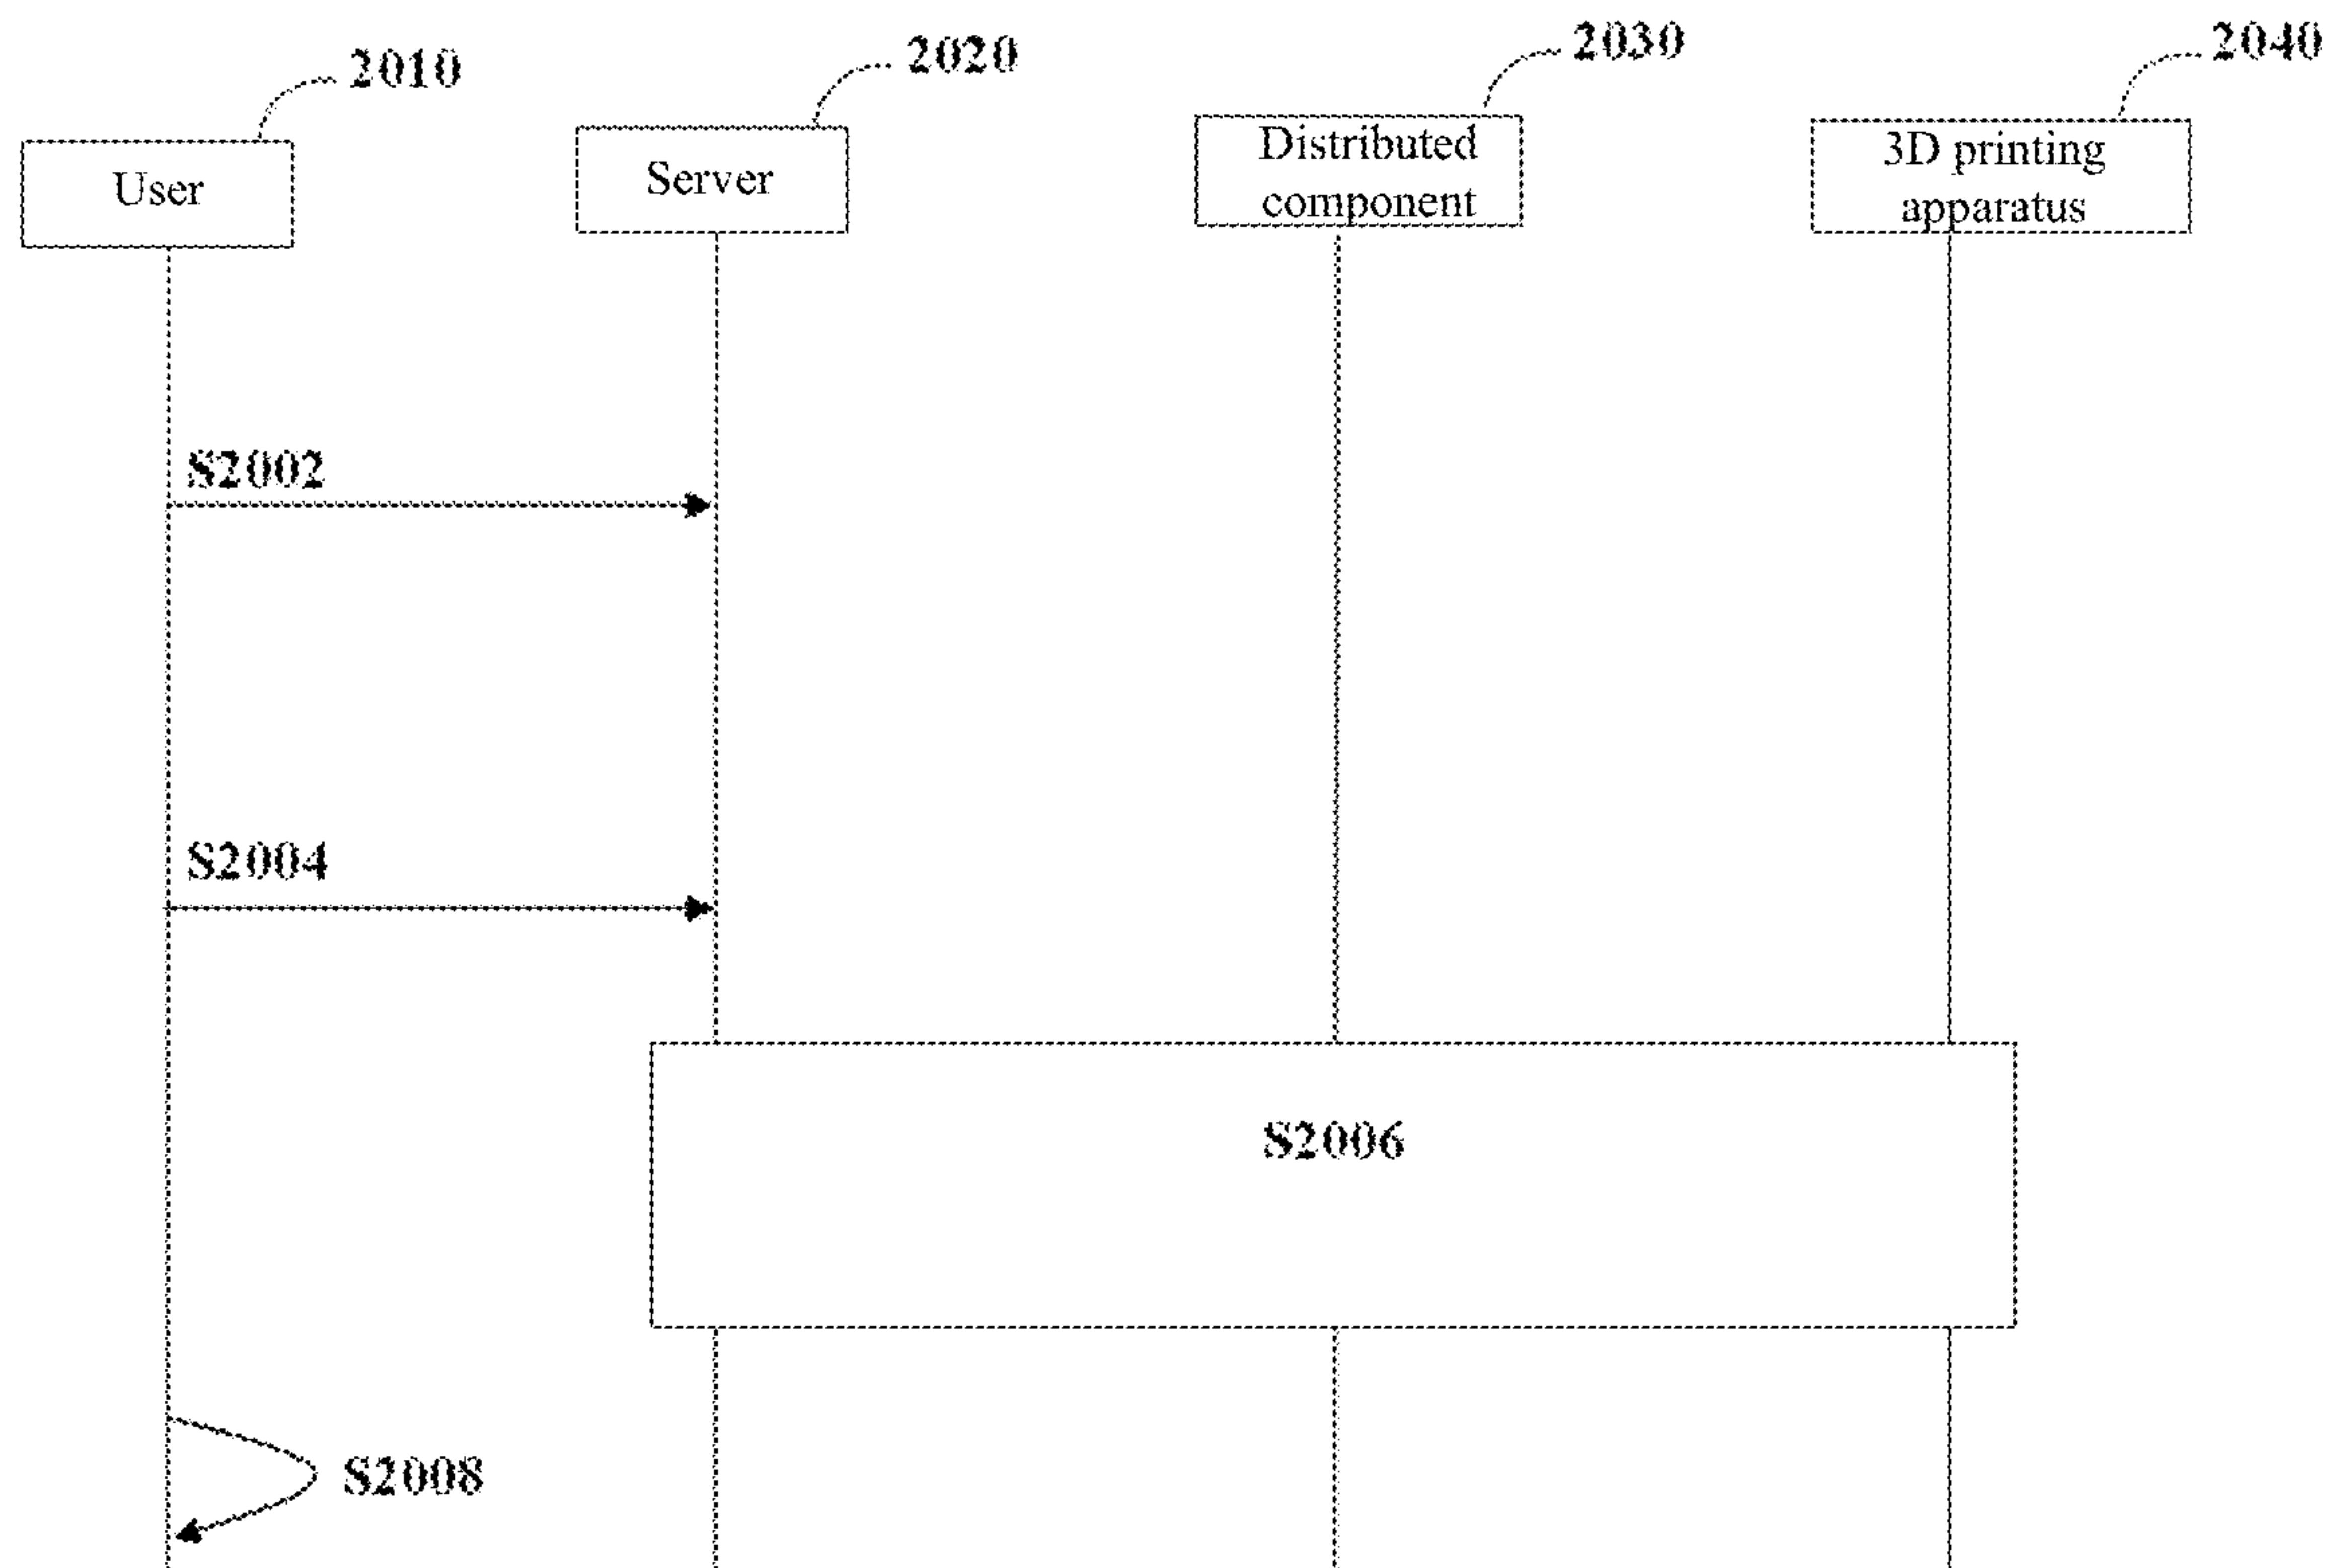 2010
2020
2030
2040
User
Server
Distributed
component
3D printing
apparatus
S2002
S2004
S2006
S2008